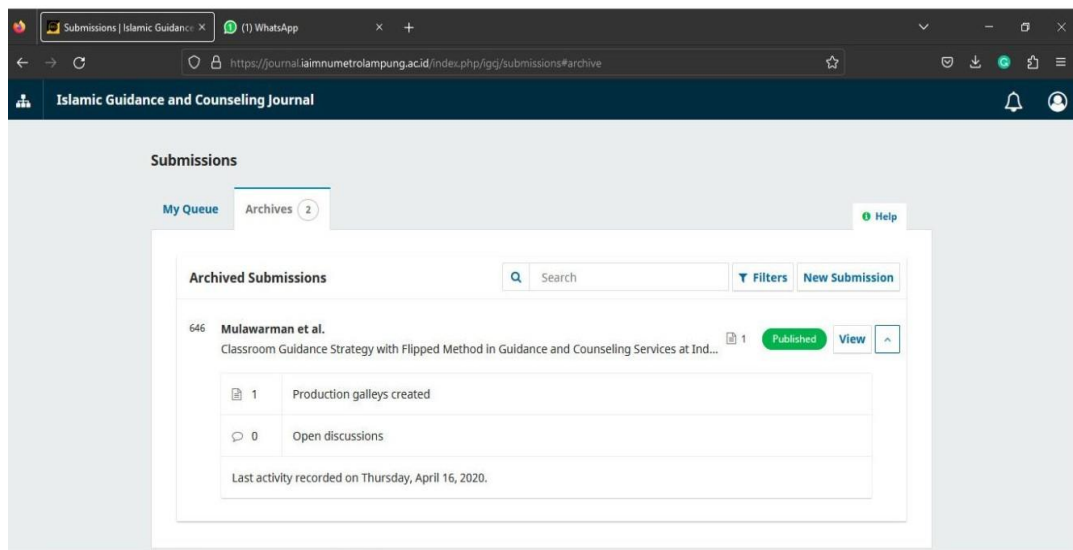 Submissions | Islamic Guidance
(1) WhatsApp
https://journal.iaimnumetrolampung.ac.id/index.php/igcj/submissions#archive
Islamic Guidance and Counseling Journal
Submissions
My Queue
Archives 2
Help
Archived Submissions
Search
Filters
New Submission
646 Mulawarman et al.
Classroom Guidance Strategy with Flipped Method in Guidance and Counseling Services at Ind...
1
Published
View
1 Production galleys created
0 Open discussions
Last activity recorded on Thursday, April 16, 2020.